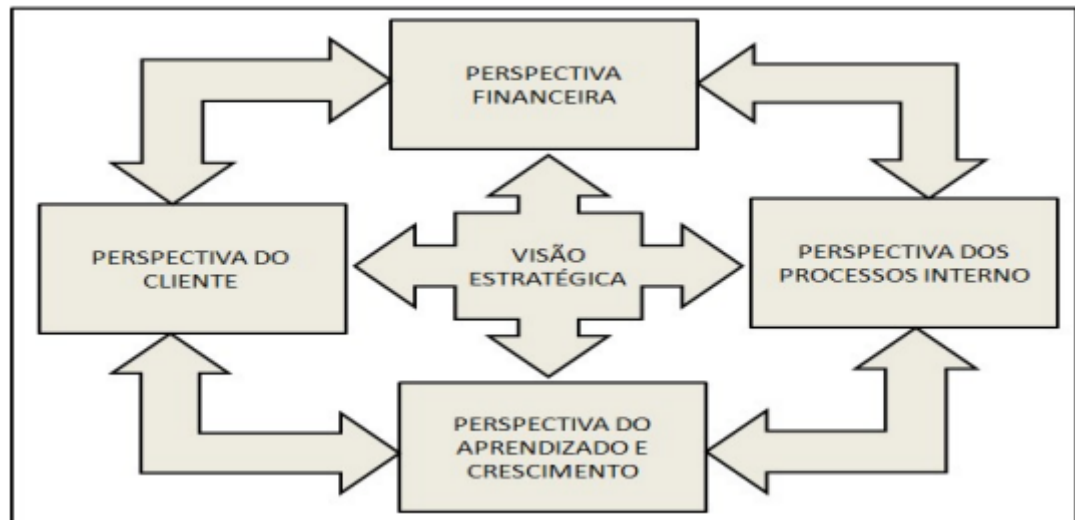 PERSPECTIVA
FINANCEIRA
PERSPECTIVA DO
CLIENTE
VISÃO
ESTRATÉGICA
PERSPECTIVA DOS
PROCESSOS INTERNO
PERSPECTIVA DO
APRENDIZADO E
CRESCIMENTO